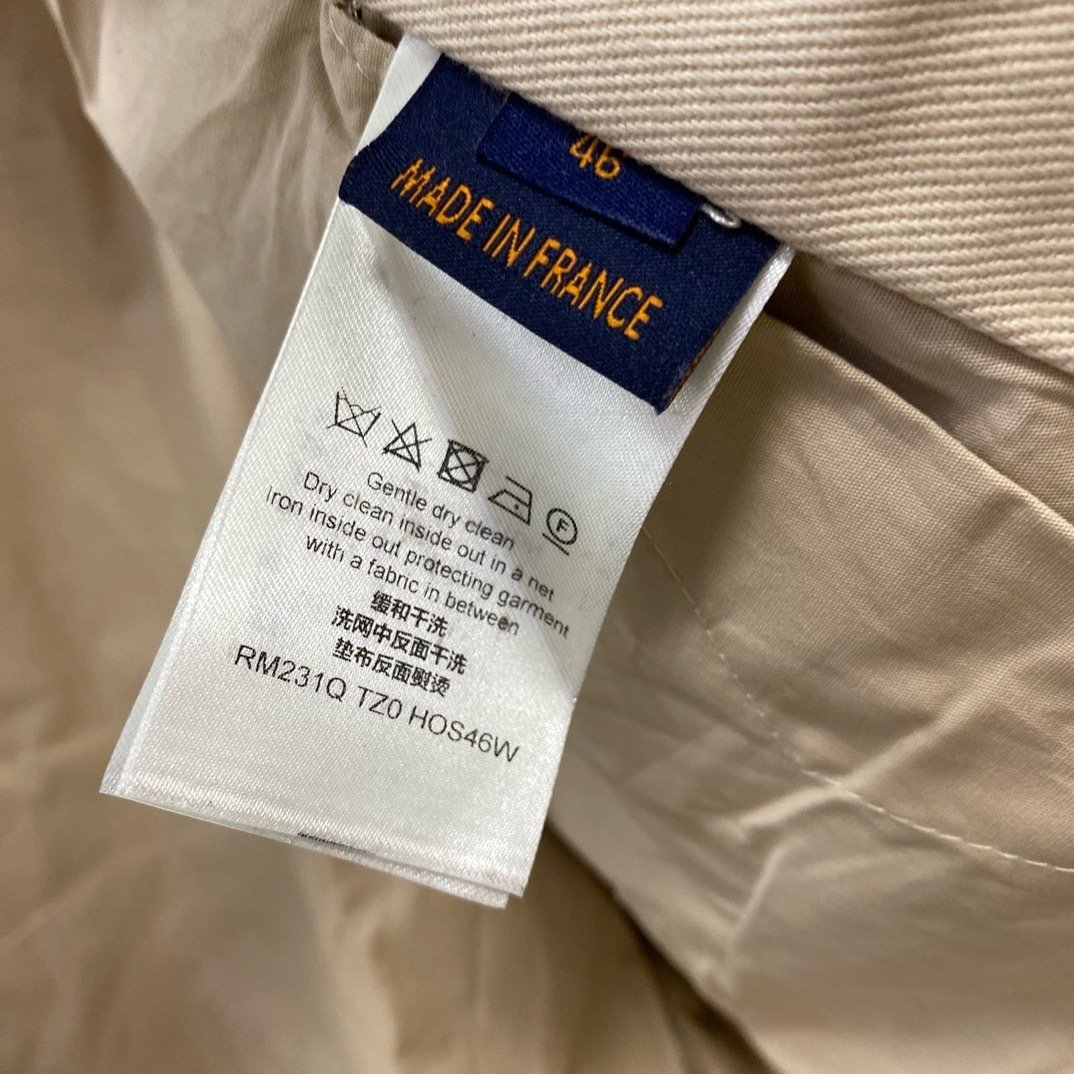 46
MADE IN FRANCE
F
Gentle dry clean
Dry clean inside out in a net
Iron inside out protecting garment
with a fabric in between
缓和干洗
洗网中反面干洗
垫布反面熨烫
RM231Q TZ0 HOS46W